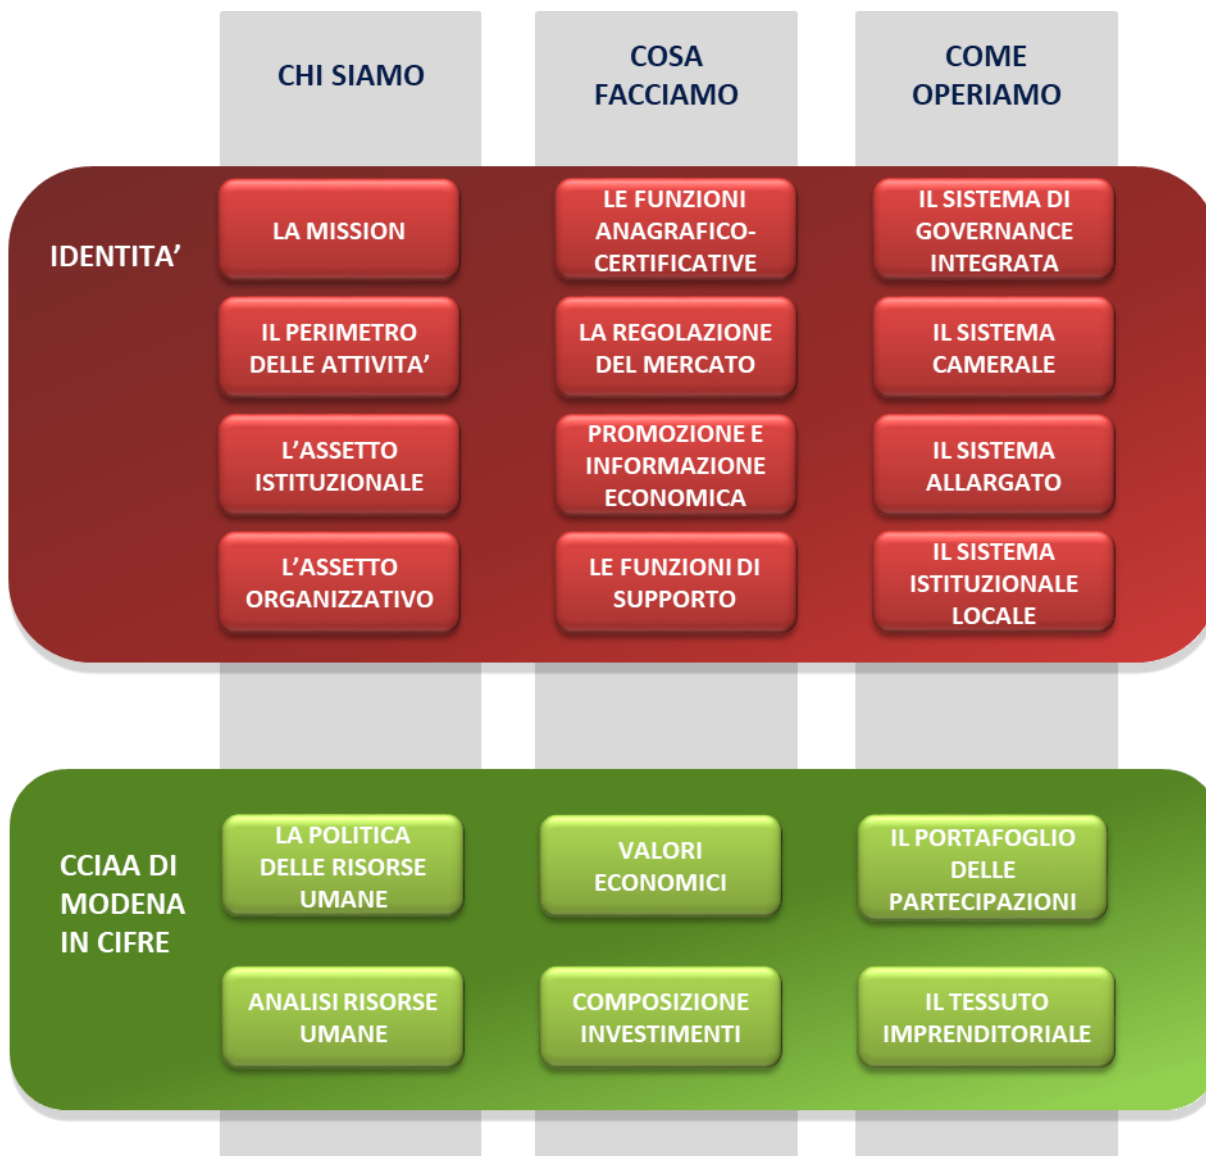 CHI SIAMO
COSA
FACCIAMO
COME
OPERIAMO
IDENTITA’
LA MISSION
LE FUNZIONI
ANAGRAFICO-
CERTIFICATIVE
IL SISTEMA DI
GOVERNANCE
INTEGRATA
IL PERIMETRO
DELLE ATTIVITA’
LA REGOLAZIONE
DEL MERCATO
IL SISTEMA
CAMERALE
L’ASSETTO
ISTITUZIONALE
PROMOZIONE E
INFORMAZIONE
ECONOMICA
IL SISTEMA
ALLARGATO
L’ASSETTO
ORGANIZZATIVO
LE FUNZIONI DI
SUPPORTO
IL SISTEMA
ISTITUZIONALE
LOCALE
CCIAA DI
MODENA
IN CIFRE
LA POLITICA
DELLE RISORSE
UMANE
VALORI
ECONOMICI
IL PORTAFOGLIO
DELLE
PARTECIPAZIONI
ANALISI RISORSE
UMANE
COMPOSIZIONE
INVESTIMENTI
IL TESSUTO
IMPRENDITORIALE